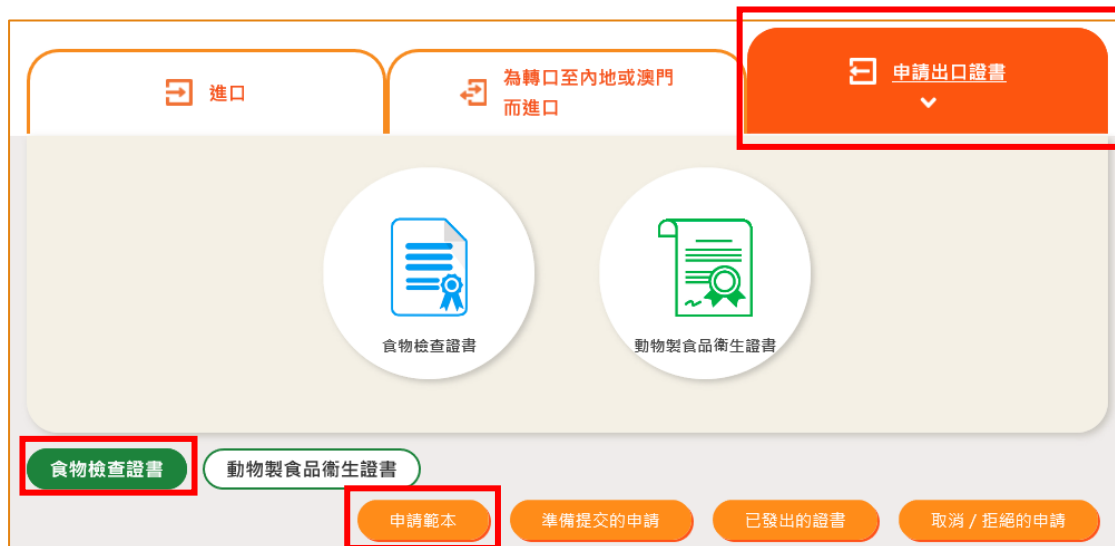 進口
為轉口至內地或澳門
而進口
申請出口證書
食物檢查證書
動物製食品衞生證書
食物檢查證書
動物製食品衞生證書
申請範本
準備提交的申請
已發出的證書
取消 / 拒絕的申請